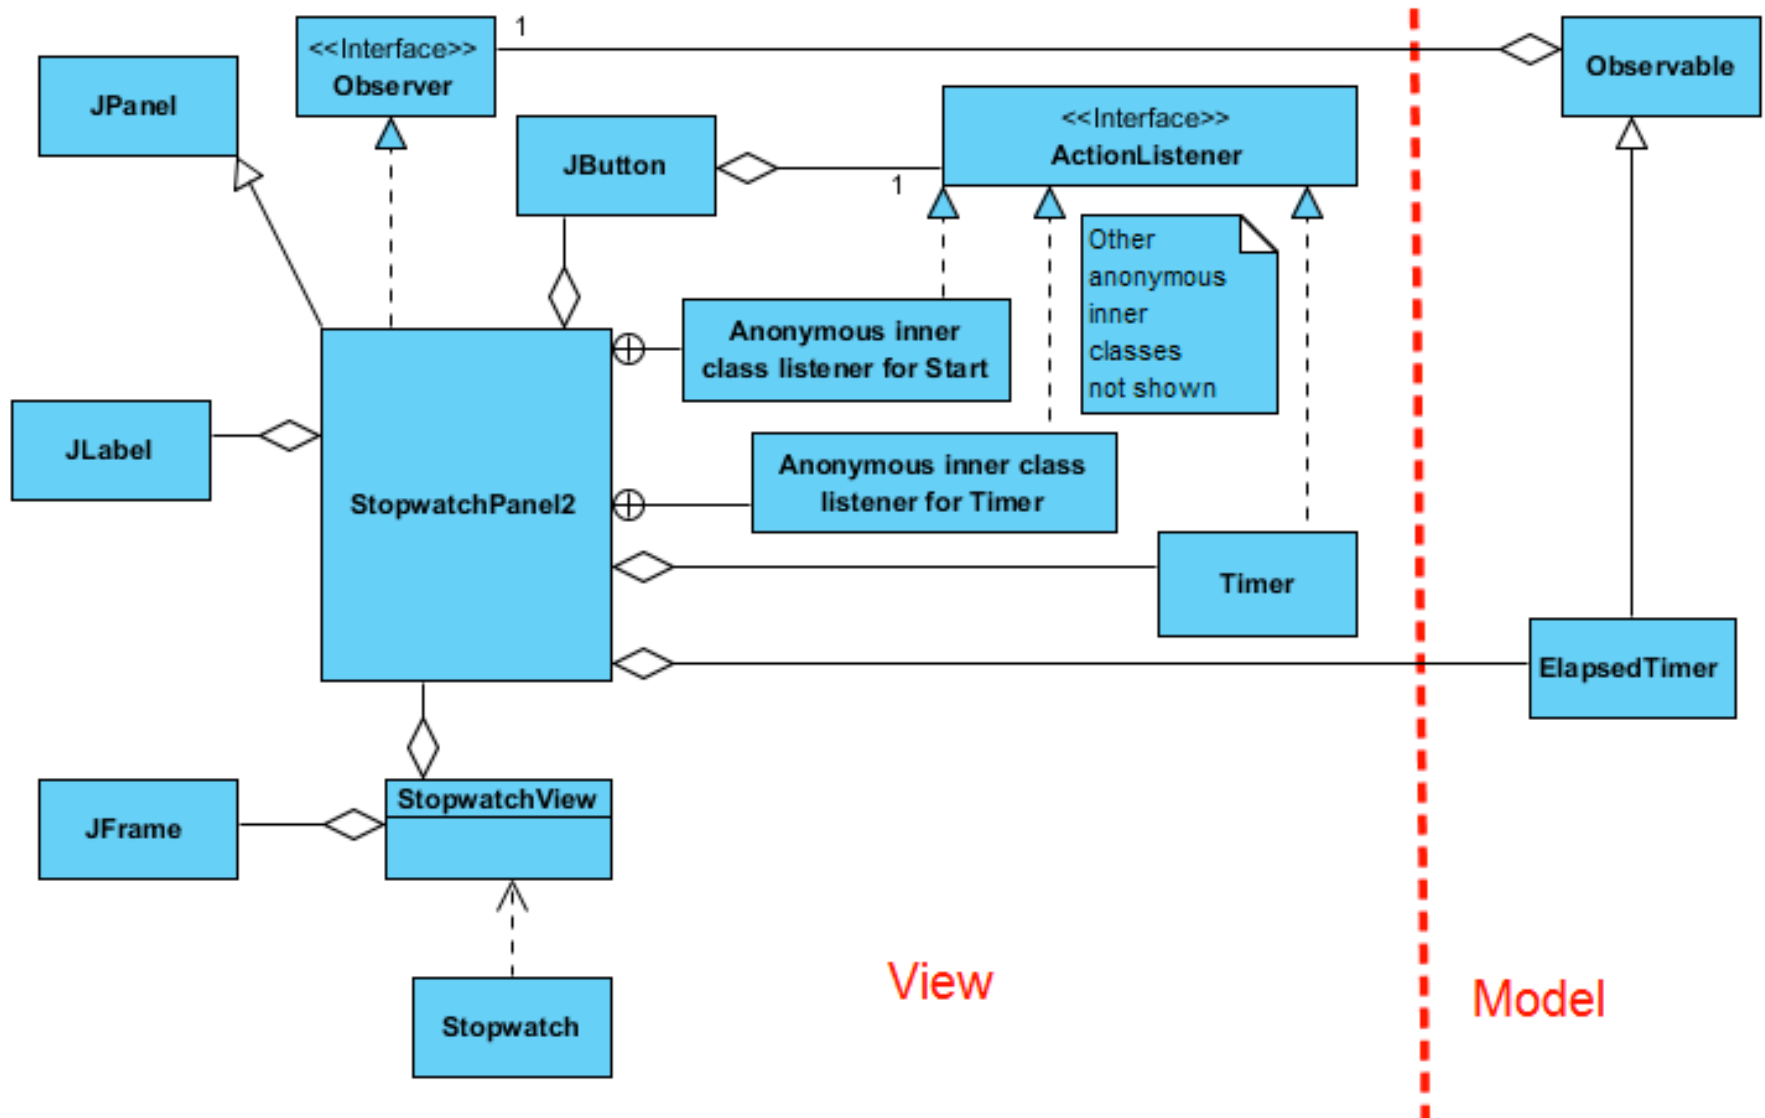 1
<<Interface>>
Observer
Observable
JPanel
<<Interface>>
ActionListener
JButton
1
Other
anonymous
inner
classes
not shown
Anonymous inner
class listener for Start
JLabel
StopwatchPanel2
Anonymous inner class
listener for Timer
Timer
ElapsedTimer
JFrame
StopwatchView
View
Model
Stopwatch